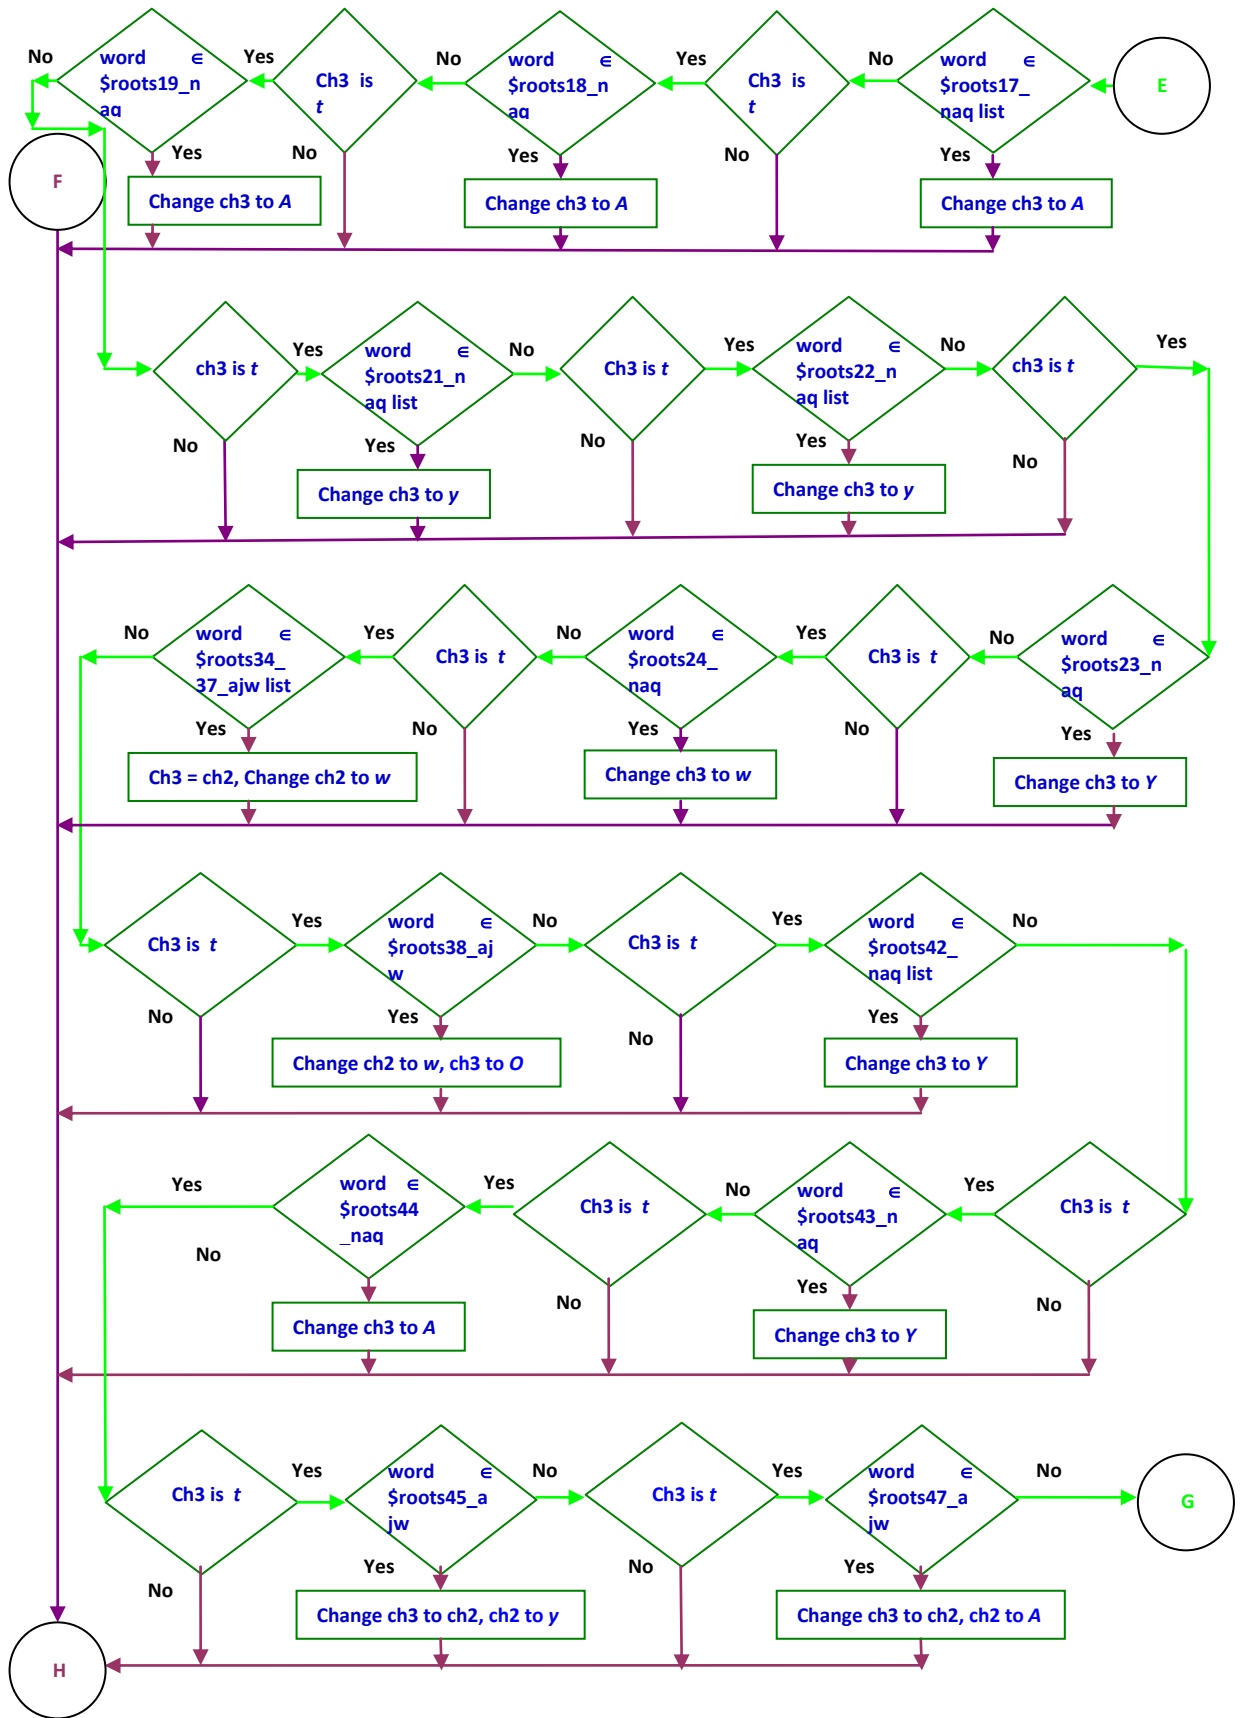 No
word ∈
$roots19_n
aq
Yes
Ch3 is
t
No
word ∈
$roots18_n
aq
Yes
Ch3 is
t
No
word ∈
$roots17_
naq list
E
Yes
No
Yes
No
Yes
F
Change ch3 to A
Change ch3 to A
Change ch3 to A
ch3 is t
Yes
word ∈
$roots21_n
aq list
No
Ch3 is t
Yes
word ∈
$roots22_n
aq list
No
ch3 is t
Yes
No
Yes
No
Yes
No
Change ch3 to y
Change ch3 to y
No
word ∈
$roots34_
37_ajw list
Yes
Ch3 is t
No
word ∈
$roots24_
naq
Yes
Ch3 is t
No
word ∈
$roots23_n
aq
Yes
No
Yes
No
Yes
Ch3 = ch2, Change ch2 to w
Change ch3 to w
Change ch3 to Y
Ch3 is t
Yes
word ∈
$roots38_aj
w
No
Ch3 is t
Yes
word ∈
$roots42_
naq list
No
No
Yes
No
Yes
Change ch2 to w, ch3 to O
Change ch3 to Y
Yes
word ∈
$roots44
_naq
Yes
Ch3 is t
No
word ∈
$roots43_n
aq
Yes
Ch3 is t
No
No
Yes
No
Change ch3 to A
Change ch3 to Y
Ch3 is t
Yes
word ∈
$roots45_a
jw
No
Ch3 is t
Yes
word ∈
$roots47_a
jw
No
G
No
Yes
No
Yes
Change ch3 to ch2, ch2 to y
Change ch3 to ch2, ch2 to A
H